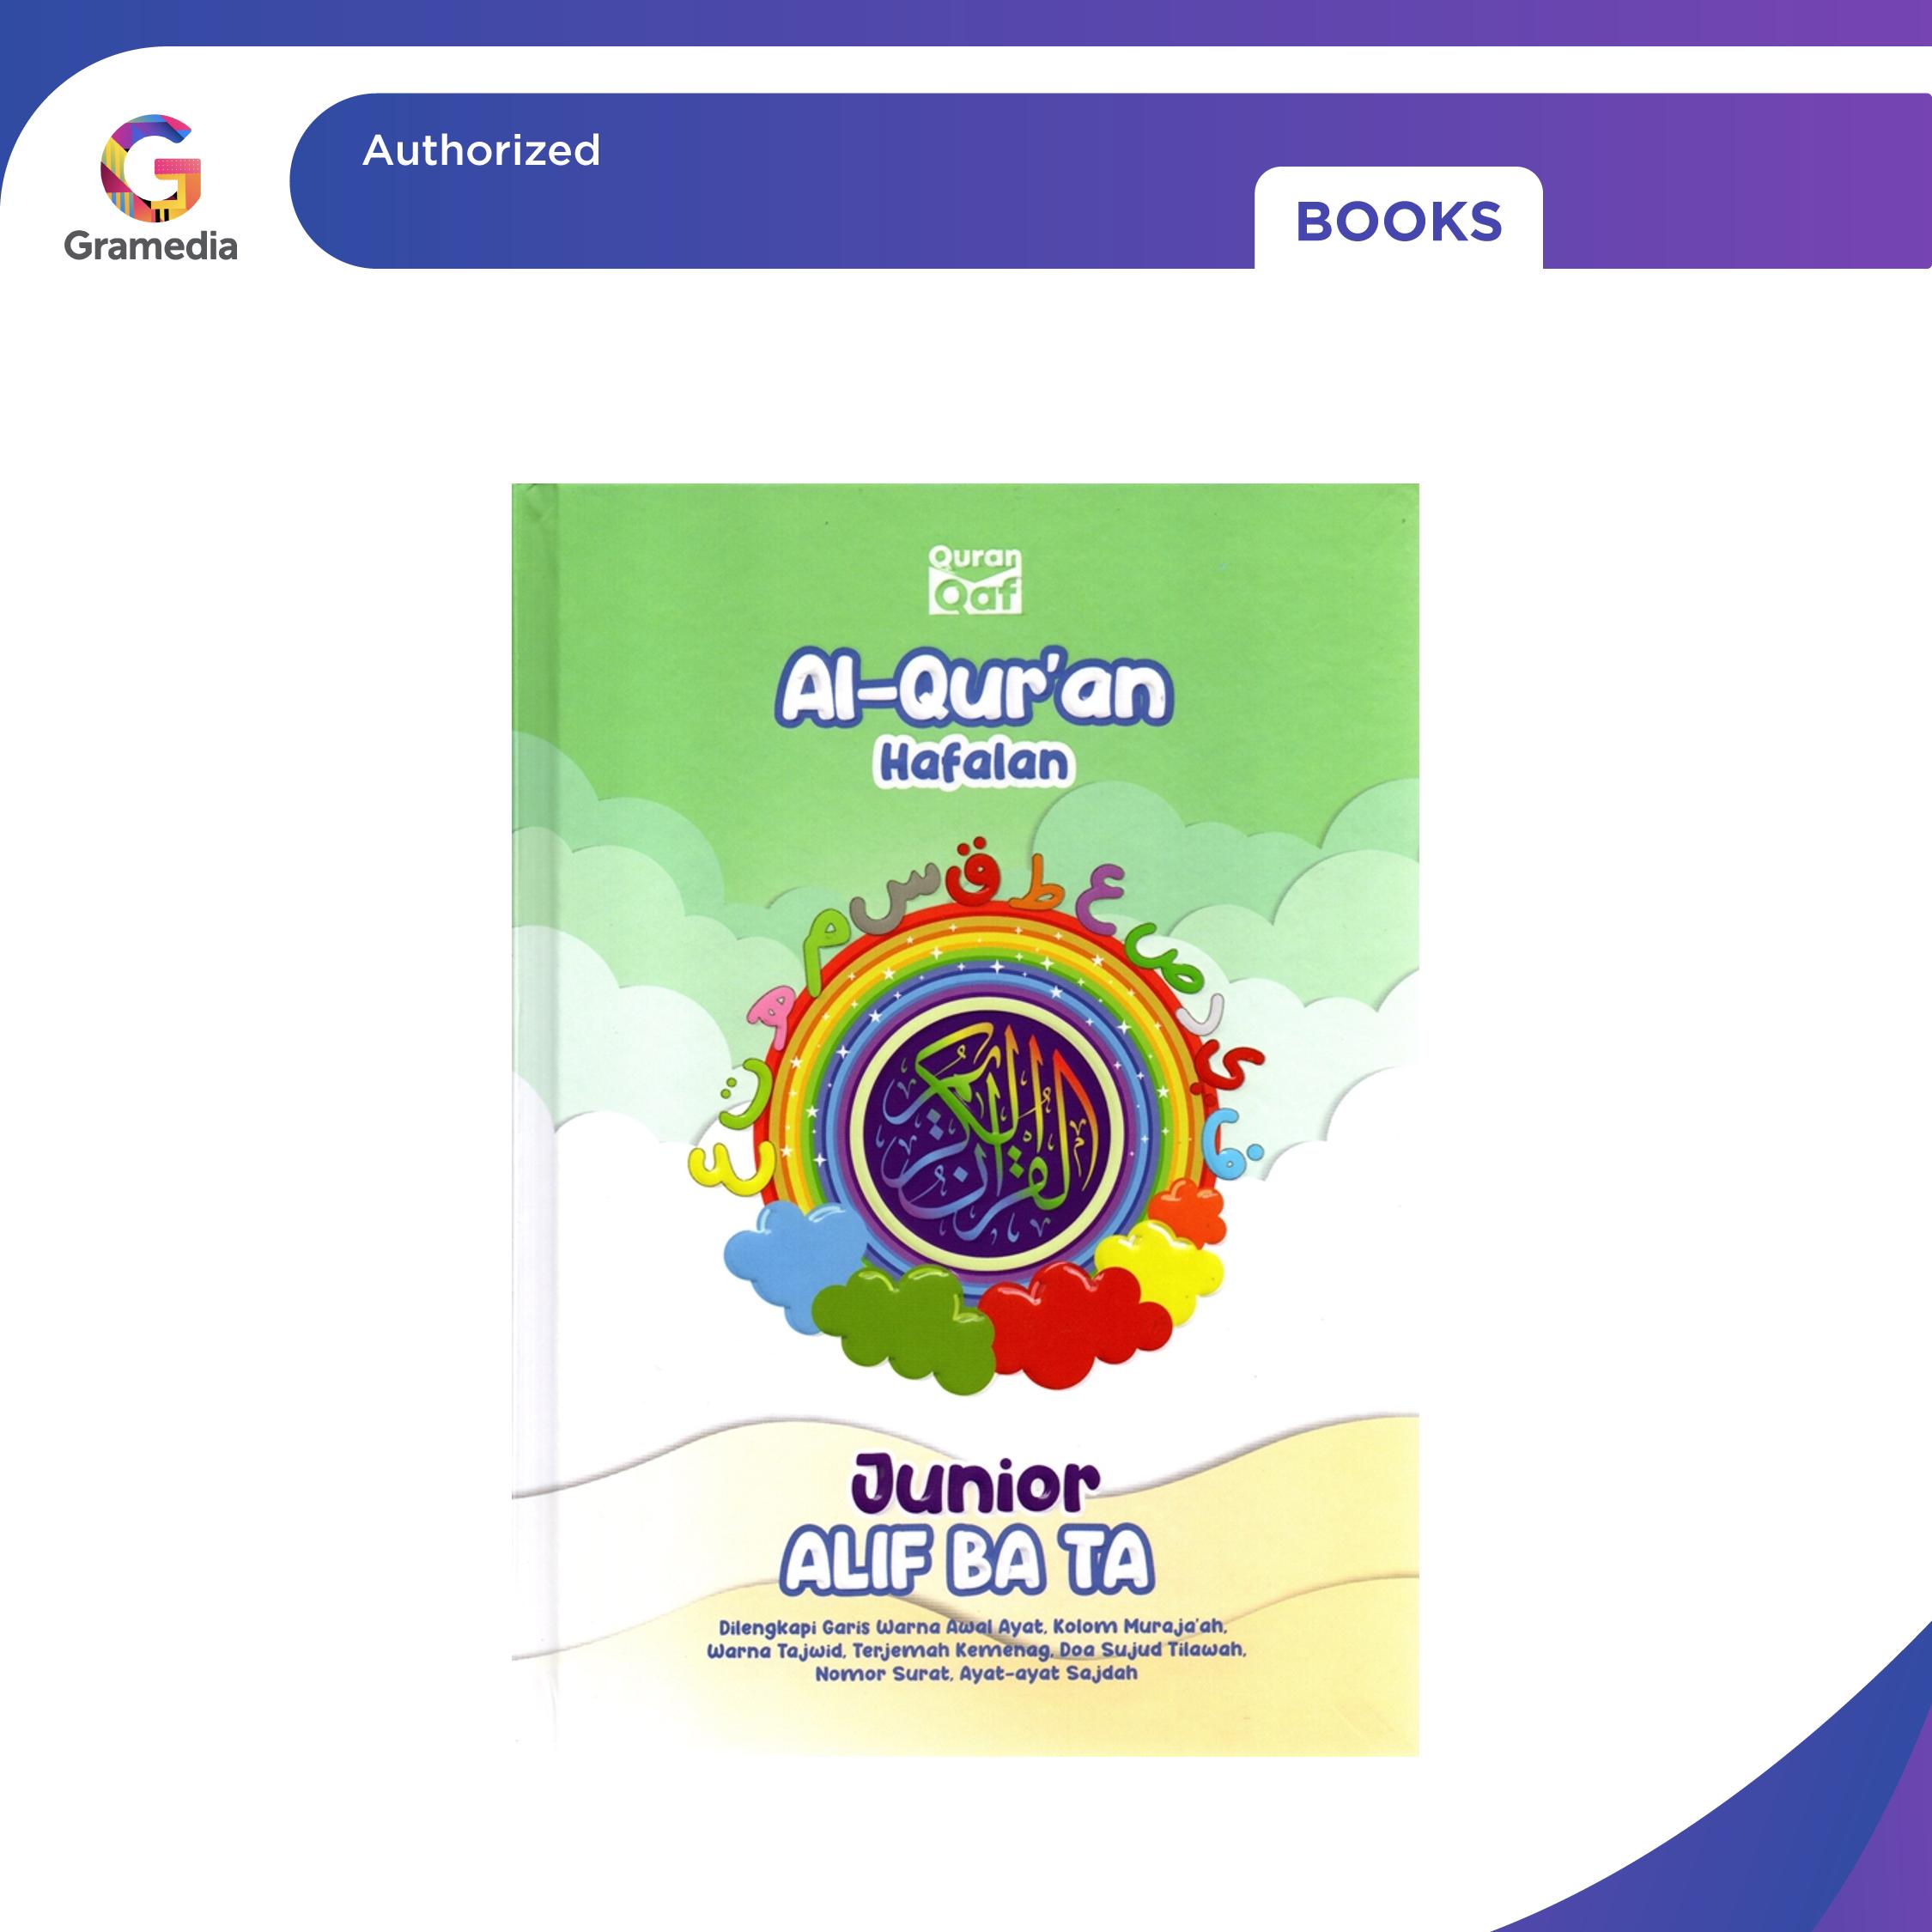 Gramedia
Authorized
BOOKS
Quran
Qaf
Al-Qur'an
Hafalan
س ق ط ع
م
ص
و
ر
ت
ي
القرآن الكريم
Junior
ALIF BA TA
Dilengkapi Garis Warna Awal Ayat, Kolom Muraja'ah,
Warna Tajwid, Terjemah Kemenag, Doa Sujud Tilawah,
Nomor Surat, Ayat-ayat Sajdah